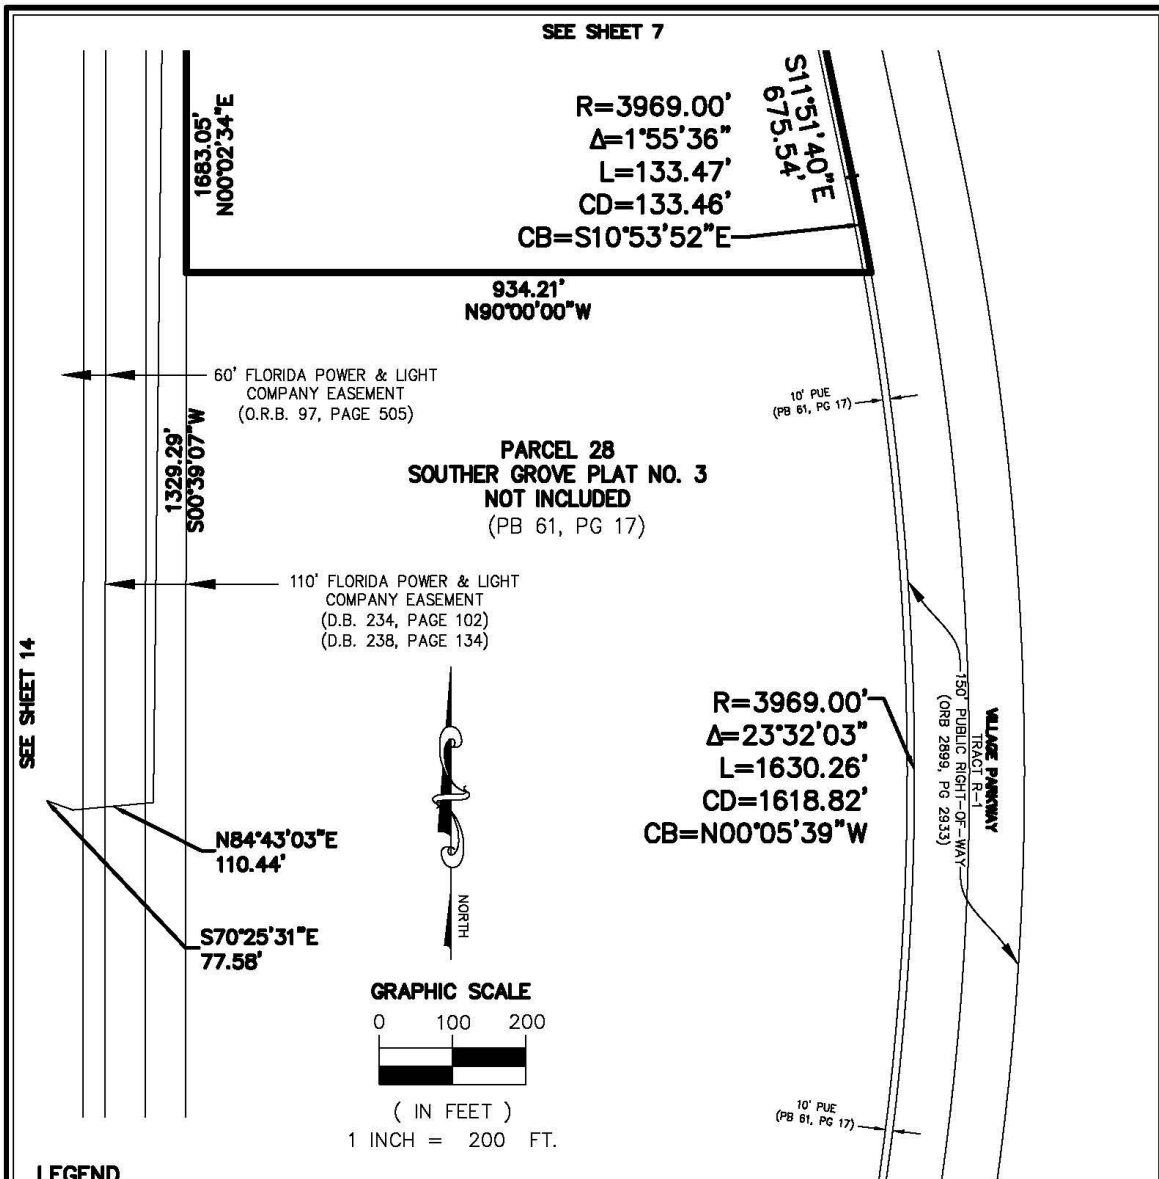 SEE SHEET 7
1683.05'
N00°02'34"E
R=3969.00'
Δ=1°55'36"
L=133.47'
CD=133.46'
CB=S10°53'52"E
S11°51'40"E
675.54'
934.21'
N90°00'00"W
60' FLORIDA POWER & LIGHT
COMPANY EASEMENT
(O.R.B. 97, PAGE 505)
10' PUE
(PB 61, PG 17)
1329.29'
S00°39'07"W
PARCEL 28
SOUTHER GROVE PLAT NO. 3
NOT INCLUDED
(PB 61, PG 17)
110' FLORIDA POWER & LIGHT
COMPANY EASEMENT
(D.B. 234, PAGE 102)
(D.B. 238, PAGE 134)
SEE SHEET 14
R=3969.00'
Δ=23°32'03"
L=1630.26'
CD=1618.82'
CB=N00°05'39"W
VILLAGE PARKWAY
TRACT R-1
150' PUBLIC RIGHT-OF-WAY
(ORB 2899, PG 2933)
N84°43'03"E
110.44'
S70°25'31"E
77.58'
NORTH
GRAPHIC SCALE
0 100 200
( IN FEET )
1 INCH = 200 FT.
10' PUE
(PB 61, PG 17)
LEGEND